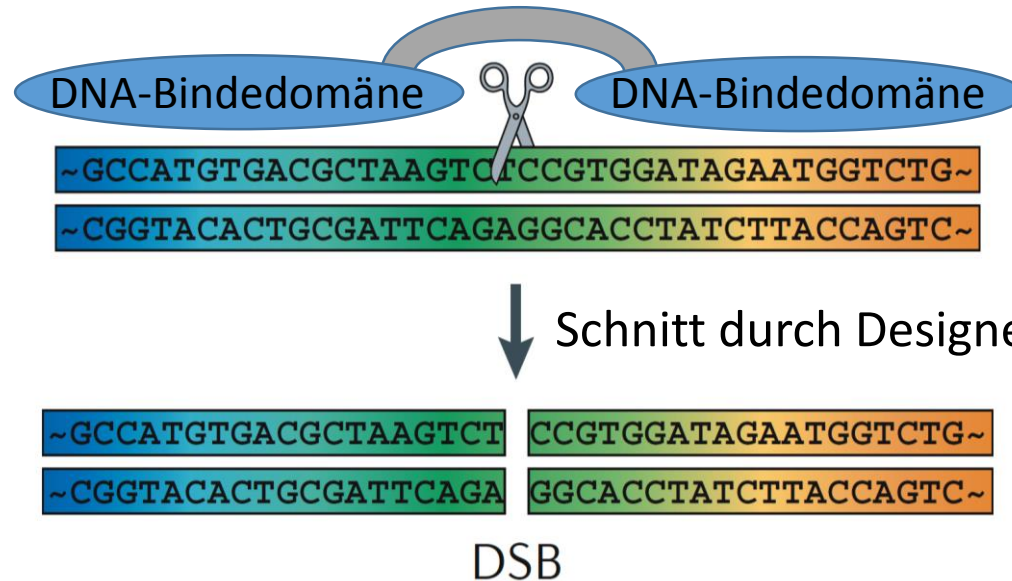 DNA-Bindedomäne DNA-Bindedomäne
~GCCATGTGACGCTAAGTCTCCGTGGATAGAATGGTCTG~
~CGGTACACTGCGATTCAGAGGCACCTATCTTACCAGTC~
Schnitt durch Designe
~GCCATGTGACGCTAAGTCT CCGTGGATAGAATGGTCTG~
~CGGTACACTGCGATTCAGA GGCACCTATCTTACCAGTC~
DSB